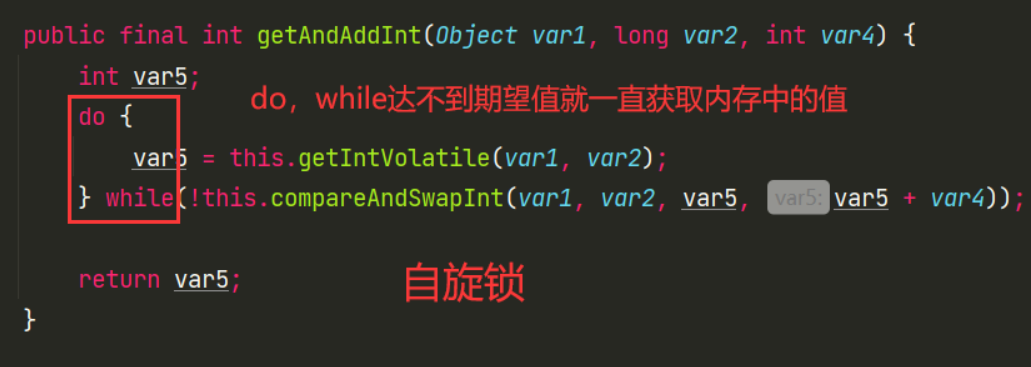 public final int getAndAddInt(Object var1, long var2, int var4) {
int var5;
do，while达不到期望值就一直获取内存中的值
do {
var5 = this.getIntVolatile(var1, var2);
} while(!this.compareAndSwapInt(var1, var2, var5, var5: var5 + var4));
return var5;
自旋锁
}